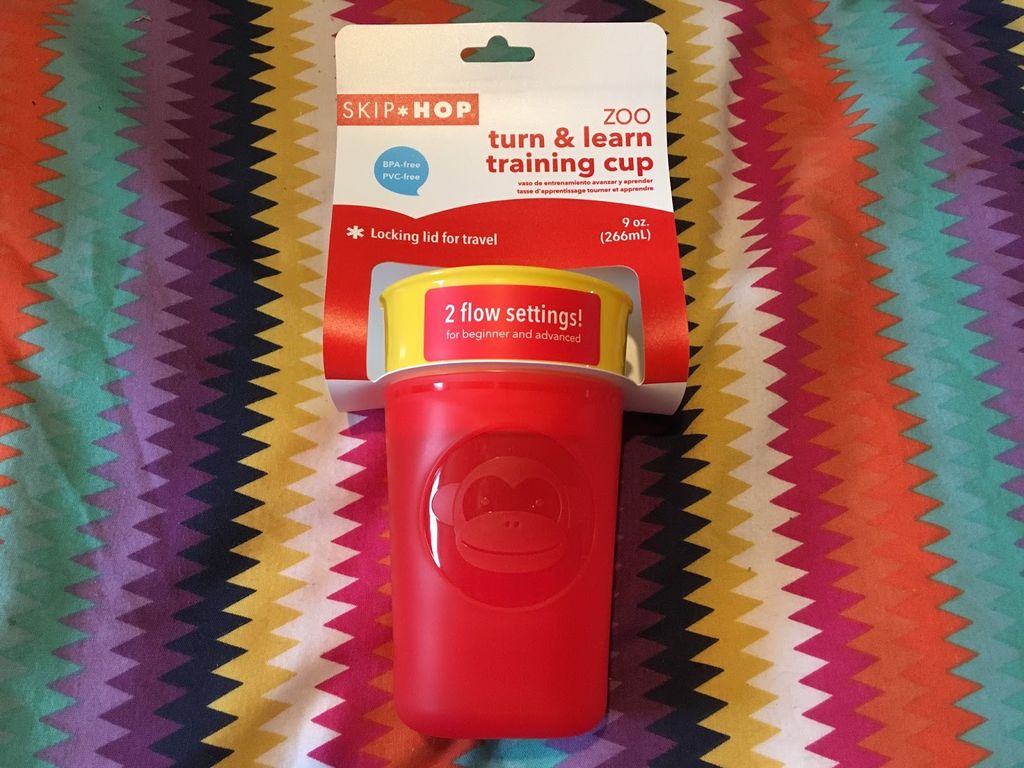 SKIP*HOP
ZOO
turn & learn
training cup
vaso de entrenamiento avanzar y aprender
tasse d'apprentissage tourner et apprendre
BPA-free
PVC-free
9 oz.
(266mL)
* Locking lid for travel
2 flow settings!
for beginner and advanced